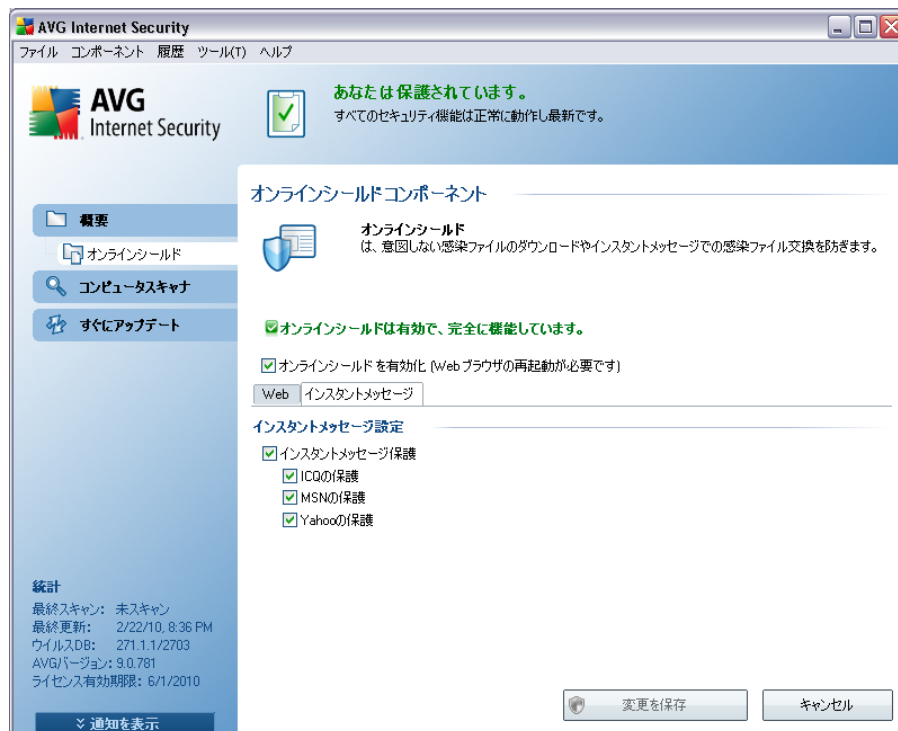 AVG Internet Security
ファイル コンポーネント 履歴 ツール(T) ヘルプ
AVG
Internet Security
あなたは保護されています。
すべてのセキュリティ機能は正常に動作し最新です。
概要
オンラインシールド
コンピュータスキャナ
すぐにアップデート
オンラインシールドコンポーネント
オンラインシールド
は、意図しない感染ファイルのダウンロードやインスタントメッセージでの感染ファイル交換を防ぎます。
オンラインシールドは有効で、完全に機能しています。
オンラインシールド を有効化 (Web ブラウザの再起動が必要です)
Web インスタントメッセージ
インスタントメッセージ設定
インスタントメッセージ保護
ICQの保護
MSNの保護
Yahooの保護
統計
最終スキャン: 未スキャン
最終更新: 2/22/10, 8:36 PM
ウイルスDB: 271.1.1/2703
AVGバージョン: 9.0.781
ライセンス有効期限: 6/1/2010
通知を表示
変更を保存 キャンセル